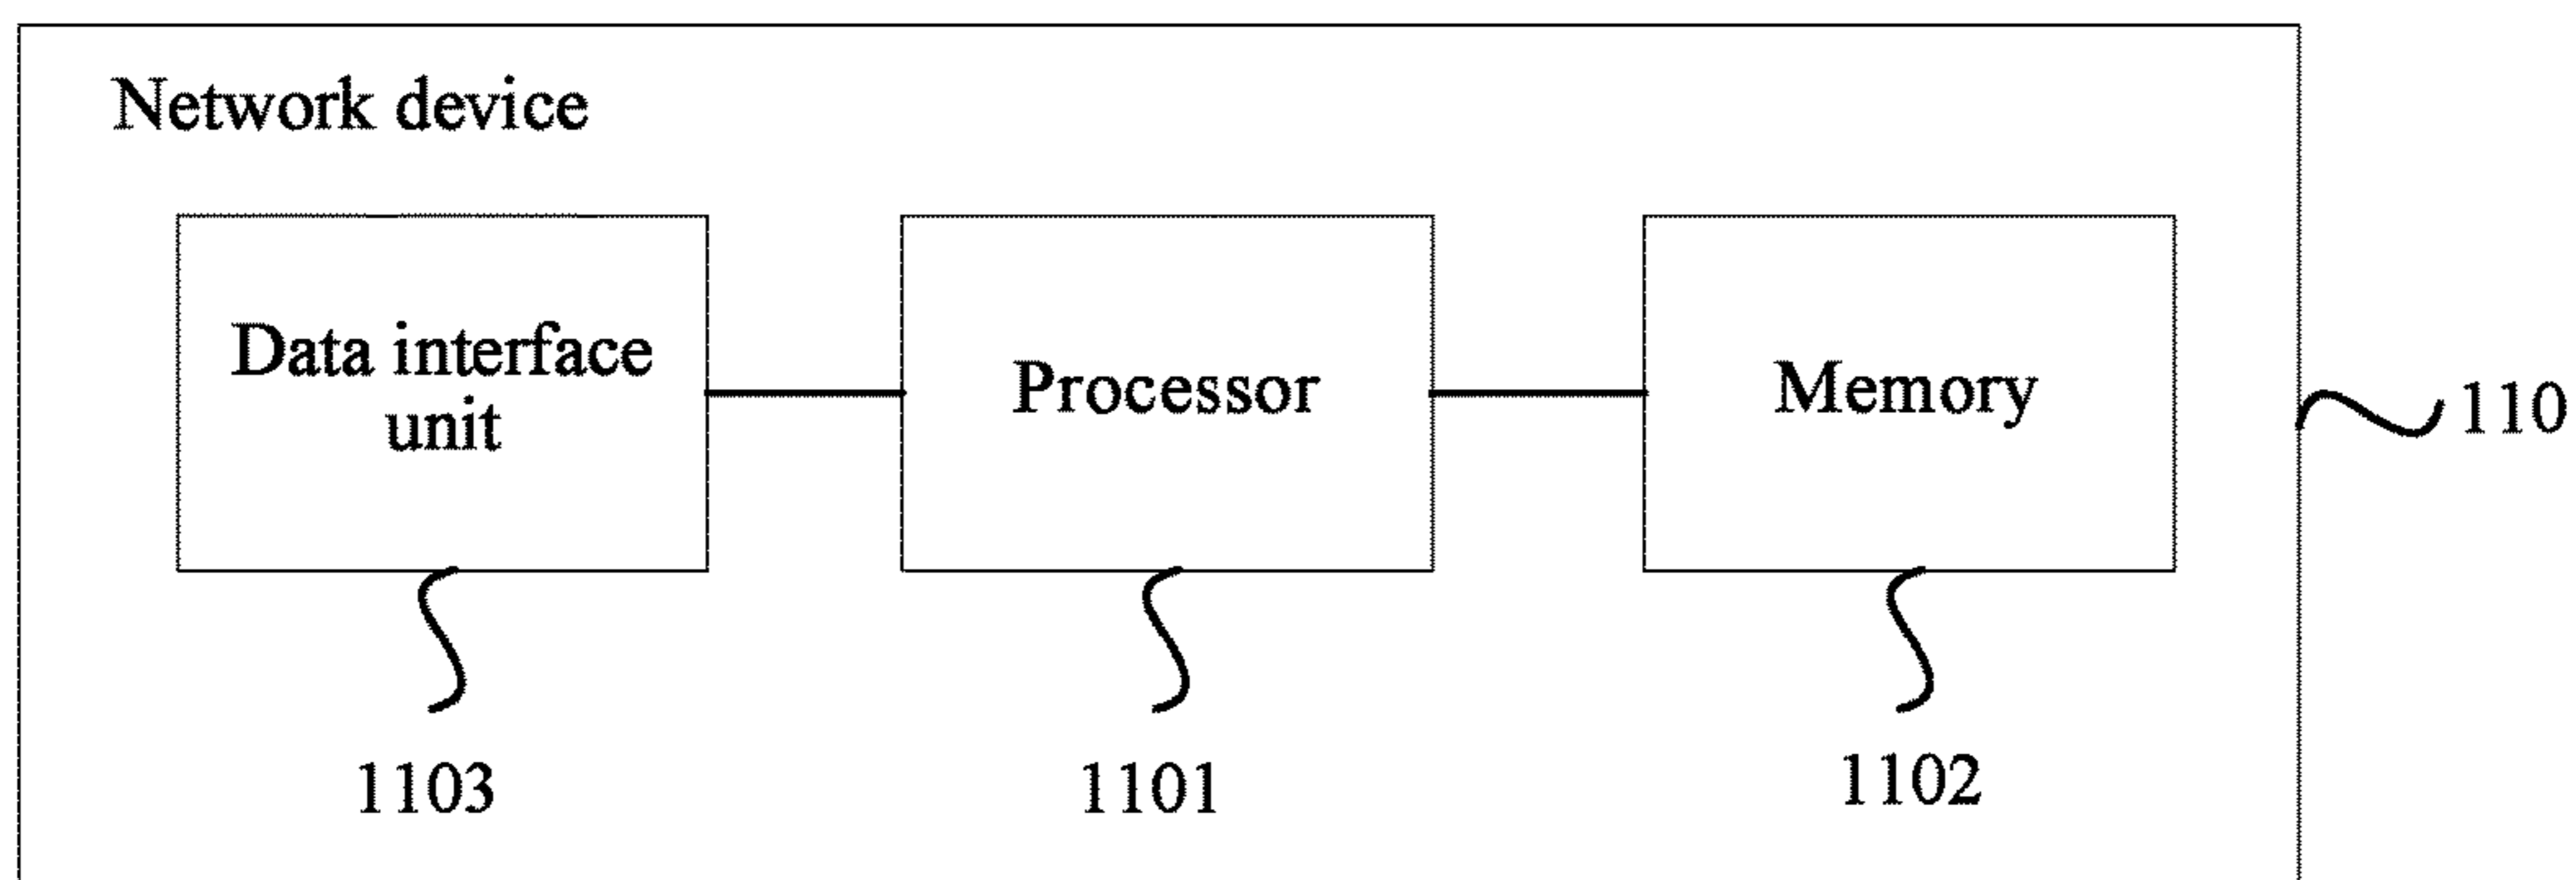 Network device
Data interface
unit
Processor
Memory
110
1103
1101
1102